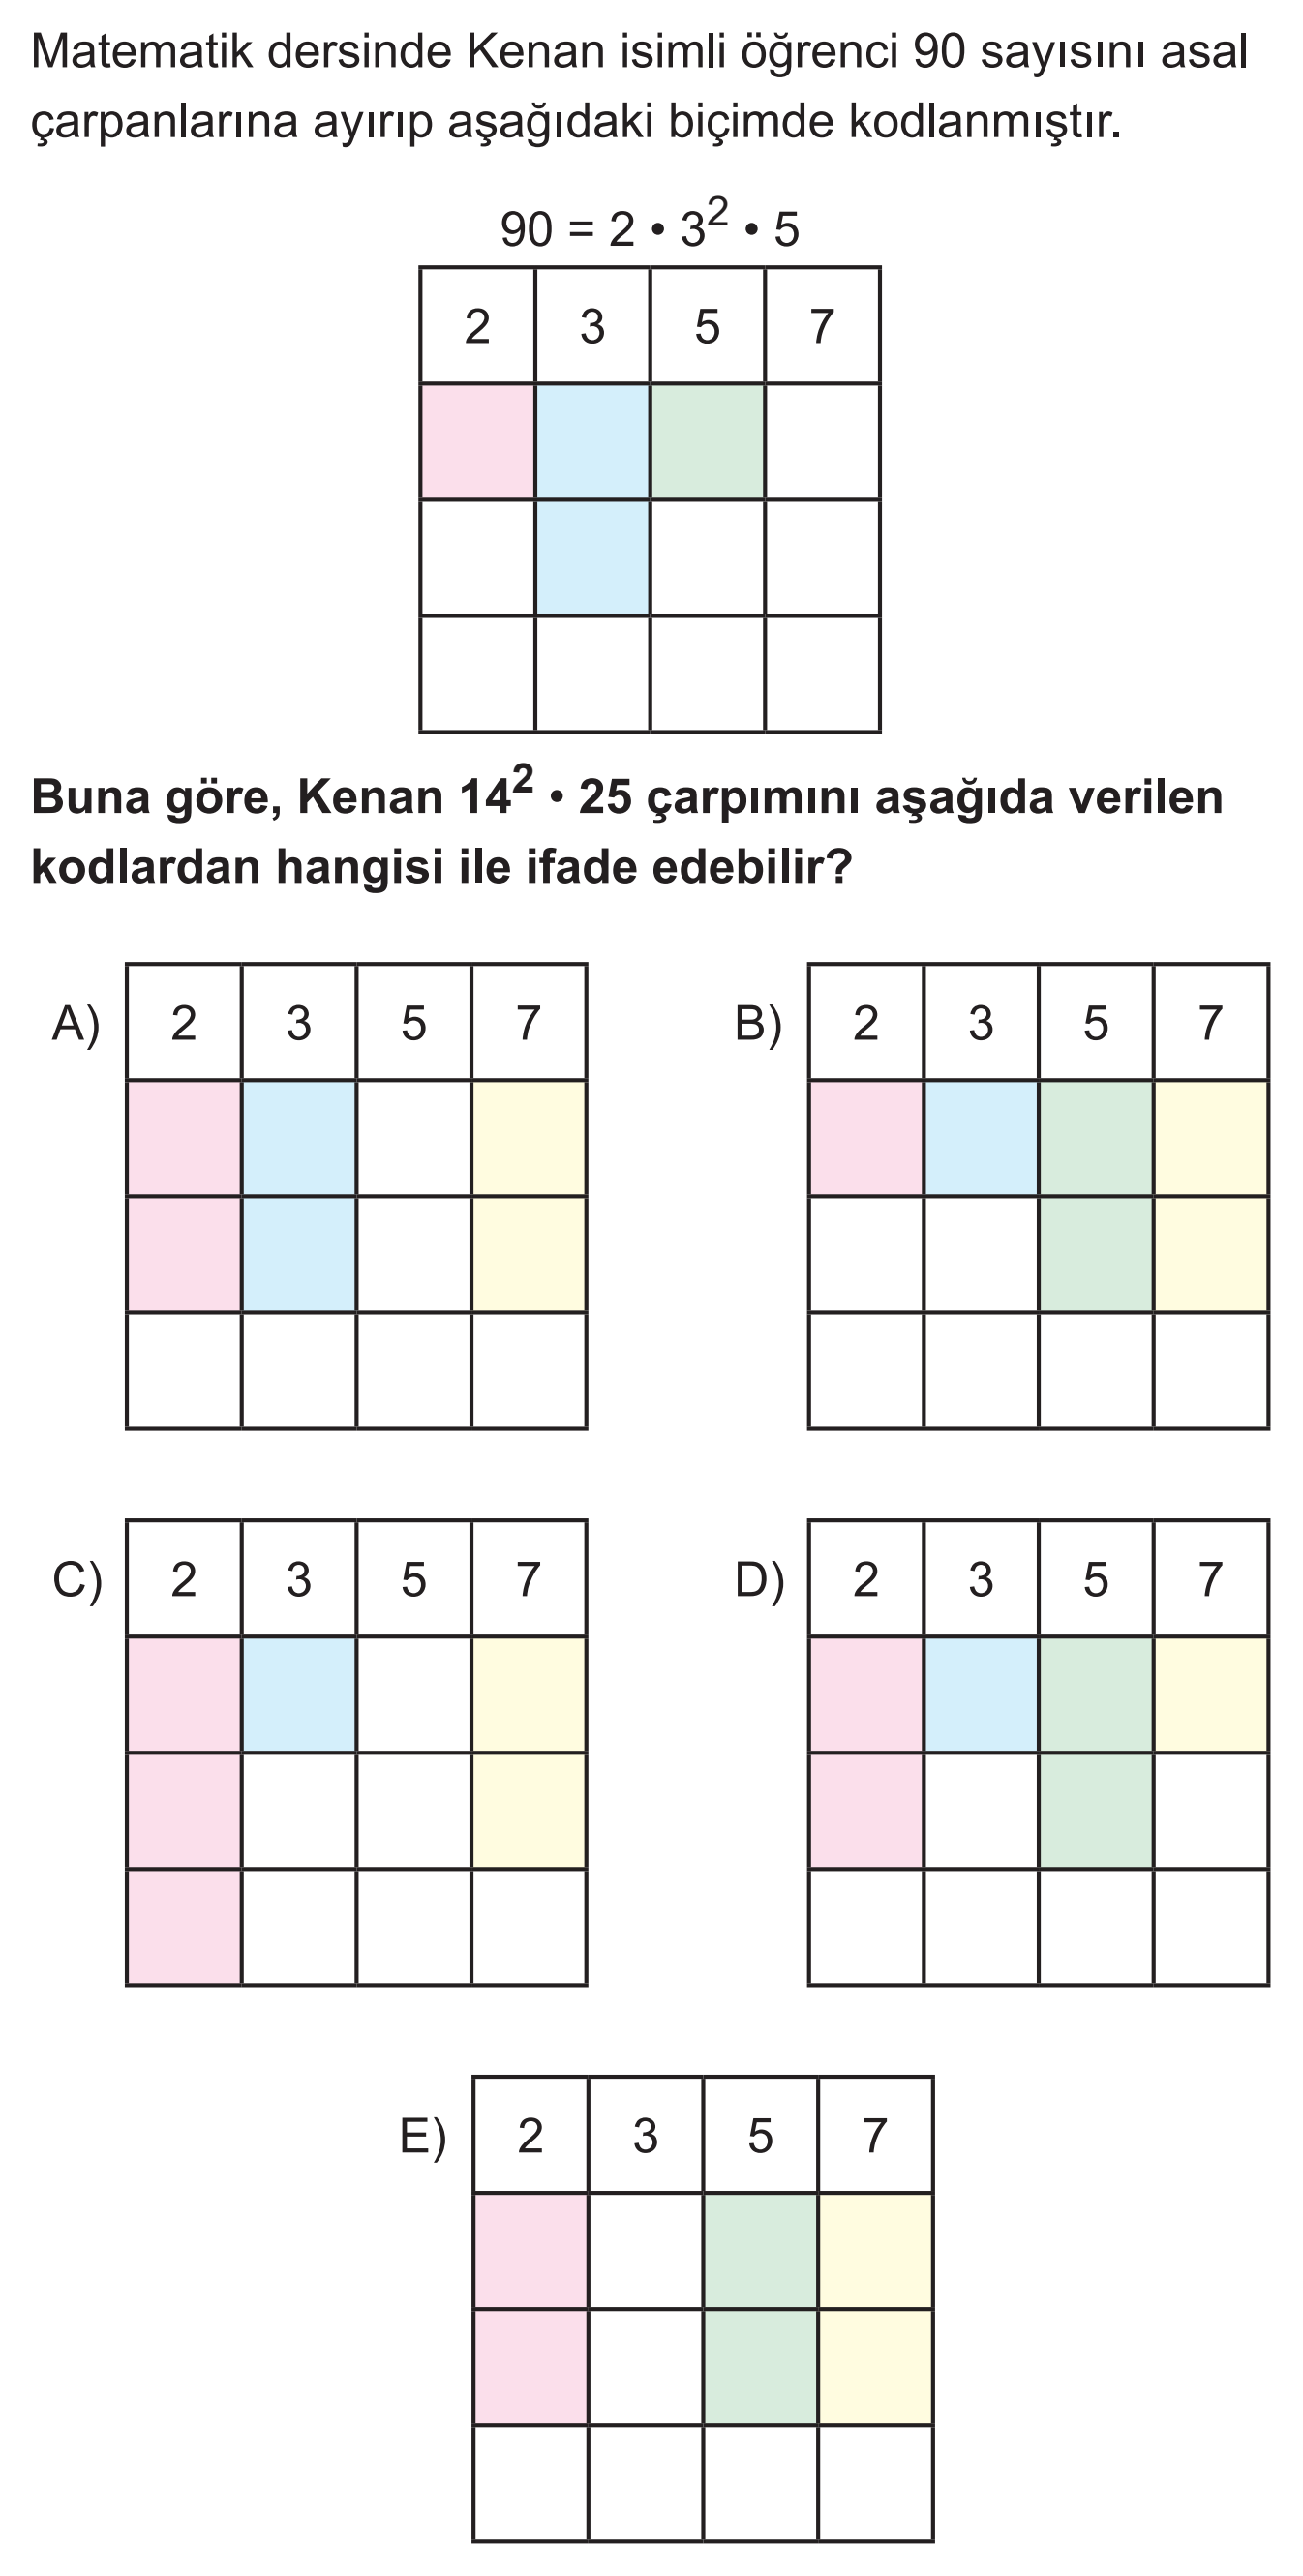 Matematik dersinde Kenan isimli öğrenci 90 sayısını asal
çarpanlarına ayırıp aşağıdaki biçimde kodlanmıştır.
90 = 2 • 3² • 5
2 3 5 7
Buna göre, Kenan 14² • 25 çarpımını aşağıda verilen
kodlardan hangisi ile ifade edebilir?
A) 2 3 5 7
B) 2 3 5 7
C) 2 3 5 7
D) 2 3 5 7
E) 2 3 5 7